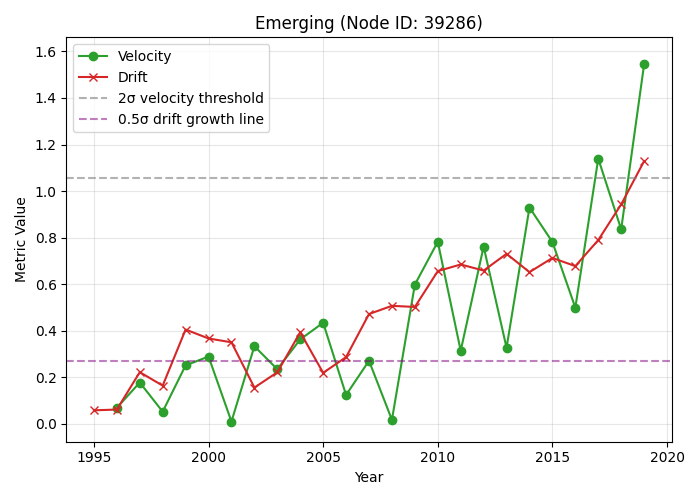 Emerging (Node ID: 39286)
Velocity
Drift
2σ velocity threshold
0.5σ drift growth line
Metric Value
1.6
1.4
1.2
1.0
0.8
0.6
0.4
0.2
0.0
1995 2000 2005 2010 2015 2020
Year